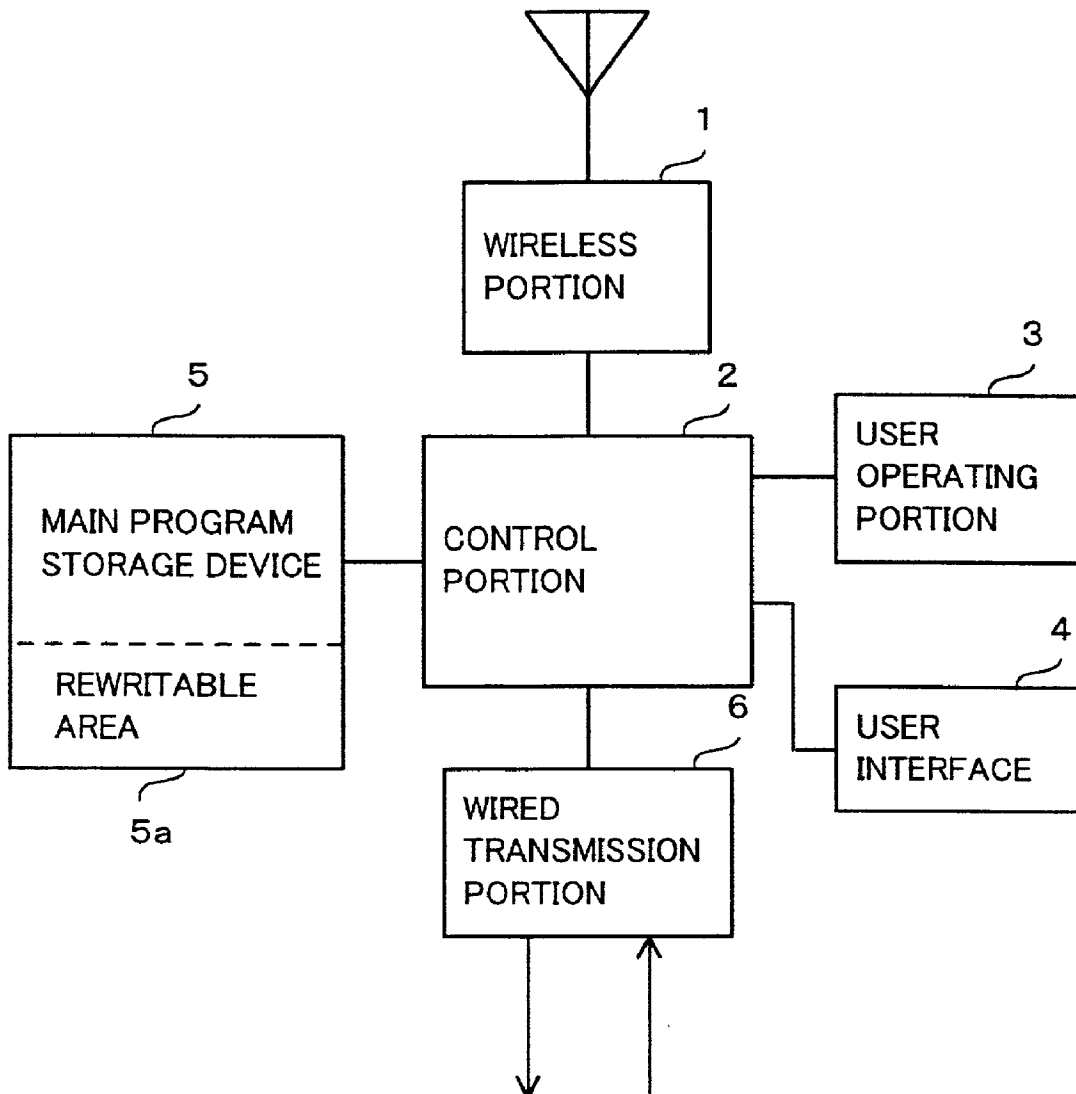 1
WIRELESS
PORTION
5
2
3
MAIN PROGRAM
STORAGE DEVICE
CONTROL
PORTION
USER
OPERATING
PORTION
REWRITABLE
AREA
5a
4
USER
INTERFACE
6
WIRED
TRANSMISSION
PORTION